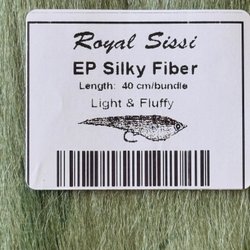 Royal Sissi
EP Silky Fiber
Length: 40 cm/bundle
Light & Fluffy